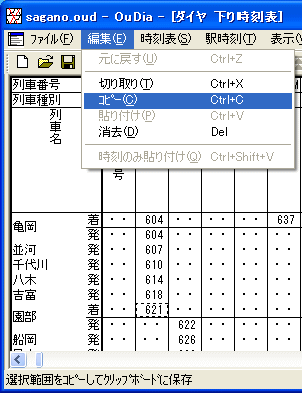 sagano.oud - OuDia - [ダイヤ 下り時刻表]
ファイル(F) 編集(E) 時刻表(S) 駅時刻(T) 表示(V
元に戻す(U) Ctrl+Z
切り取り(T) Ctrl+X
コピー(C) Ctrl+C
貼り付け(P) Ctrl+V
消去(D) Del
時刻のみ貼り付け(Q) Ctrl+Shift+V
列車番号 M
列車種別
列車名
号
亀岡 着 ‥ 604 ‥ ‥ ‥ 637
発 ‥ 604 ‥ ‥ ‥ ‥
並河 発 ‥ 607 ‥ ‥ ‥ ‥
千代川 発 ‥ 610 ‥ ‥ ‥ ‥
八木 発 ‥ 614 ‥ ‥ ‥ ‥
吉富 発 ‥ 618 ‥ ‥ ‥ ‥
園部 着 ‥ 621 ‥ ‥ ‥ ‥
発 ‥ ‥ 622 ‥ ‥ ‥
船岡 発 ‥ ‥ 626 ‥ ‥ ‥
選択範囲をコピーしてクリップボードに保存